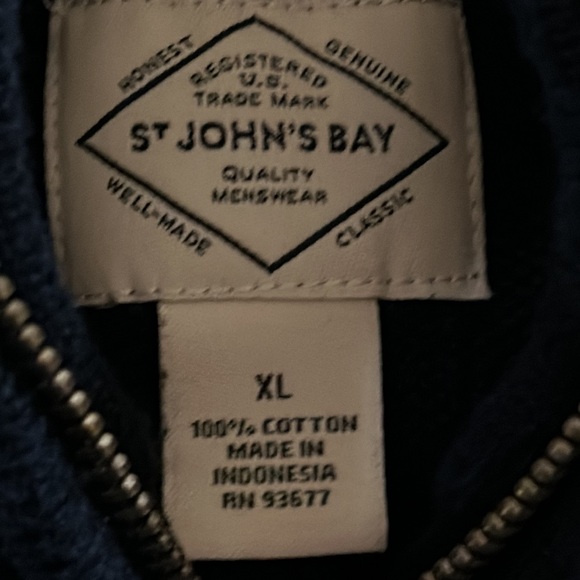 HONEST
GENUINE
REGISTERED
U.S.
TRADE MARK
ST JOHN'S BAY
QUALITY
MENSWEAR
WELL-MADE
CLASSIC
XL
100% COTTON
MADE IN
INDONESIA
RN 93677